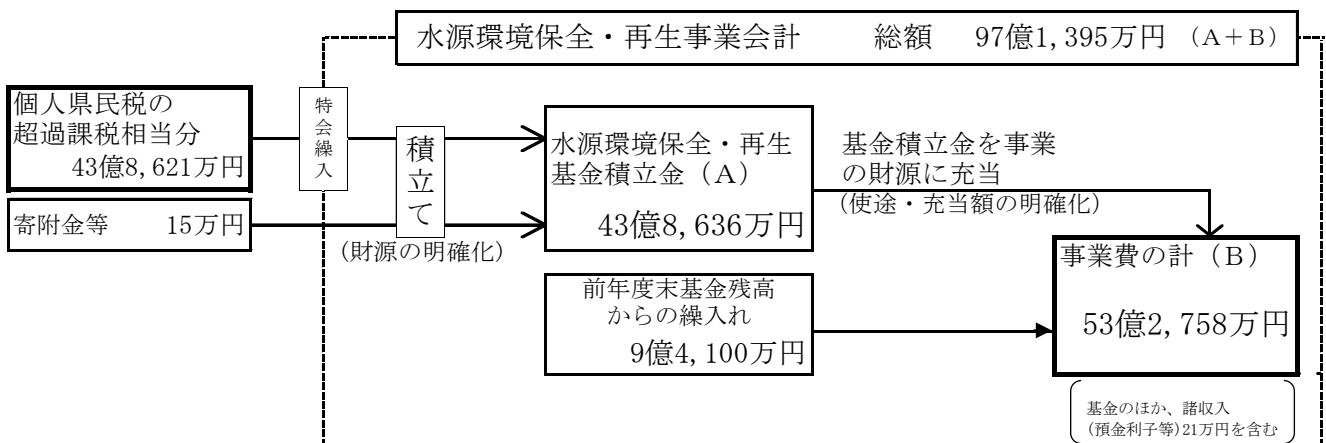 水源環境保全・再生事業会計　　総額　97億1,395万円 (A+B)
個人県民税の
超過課税相当分
43億8,621万円
特会繰入
積立て
水源環境保全・再生
基金積立金(A)
43億8,636万円
基金積立金を事業
の財源に充当
(使途・充当額の明確化)
寄附金等　　15万円
(財源の明確化)
事業費の計(B)
53億2,758万円
前年度末基金残高
からの繰入れ
9億4,100万円
基金のほか、諸収入
(預金利子等)21万円を含む